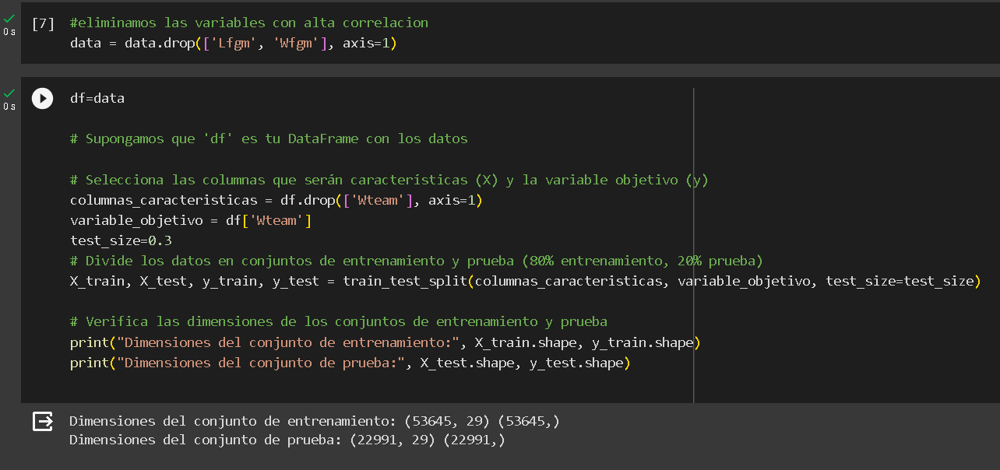 [7] #eliminamos las variables con alta correlacion
0 s data = data.drop(['Lfgm', 'Wfgm'], axis=1)
df=data
0 s
# Supongamos que 'df' es tu DataFrame con los datos
# Selecciona las columnas que serán características (X) y la variable objetivo (y)
columnas_caracteristicas = df.drop(['Wteam'], axis=1)
variable_objetivo = df['Wteam']
test_size=0.3
# Divide los datos en conjuntos de entrenamiento y prueba (80% entrenamiento, 20% prueba)
X_train, X_test, y_train, y_test = train_test_split(columnas_caracteristicas, variable_objetivo, test_size=test_size)
# Verifica las dimensiones de los conjuntos de entrenamiento y prueba
print("Dimensiones del conjunto de entrenamiento:", X_train.shape, y_train.shape)
print("Dimensiones del conjunto de prueba:", X_test.shape, y_test.shape)
Dimensiones del conjunto de entrenamiento: (53645, 29) (53645,)
Dimensiones del conjunto de prueba: (22991, 29) (22991,)